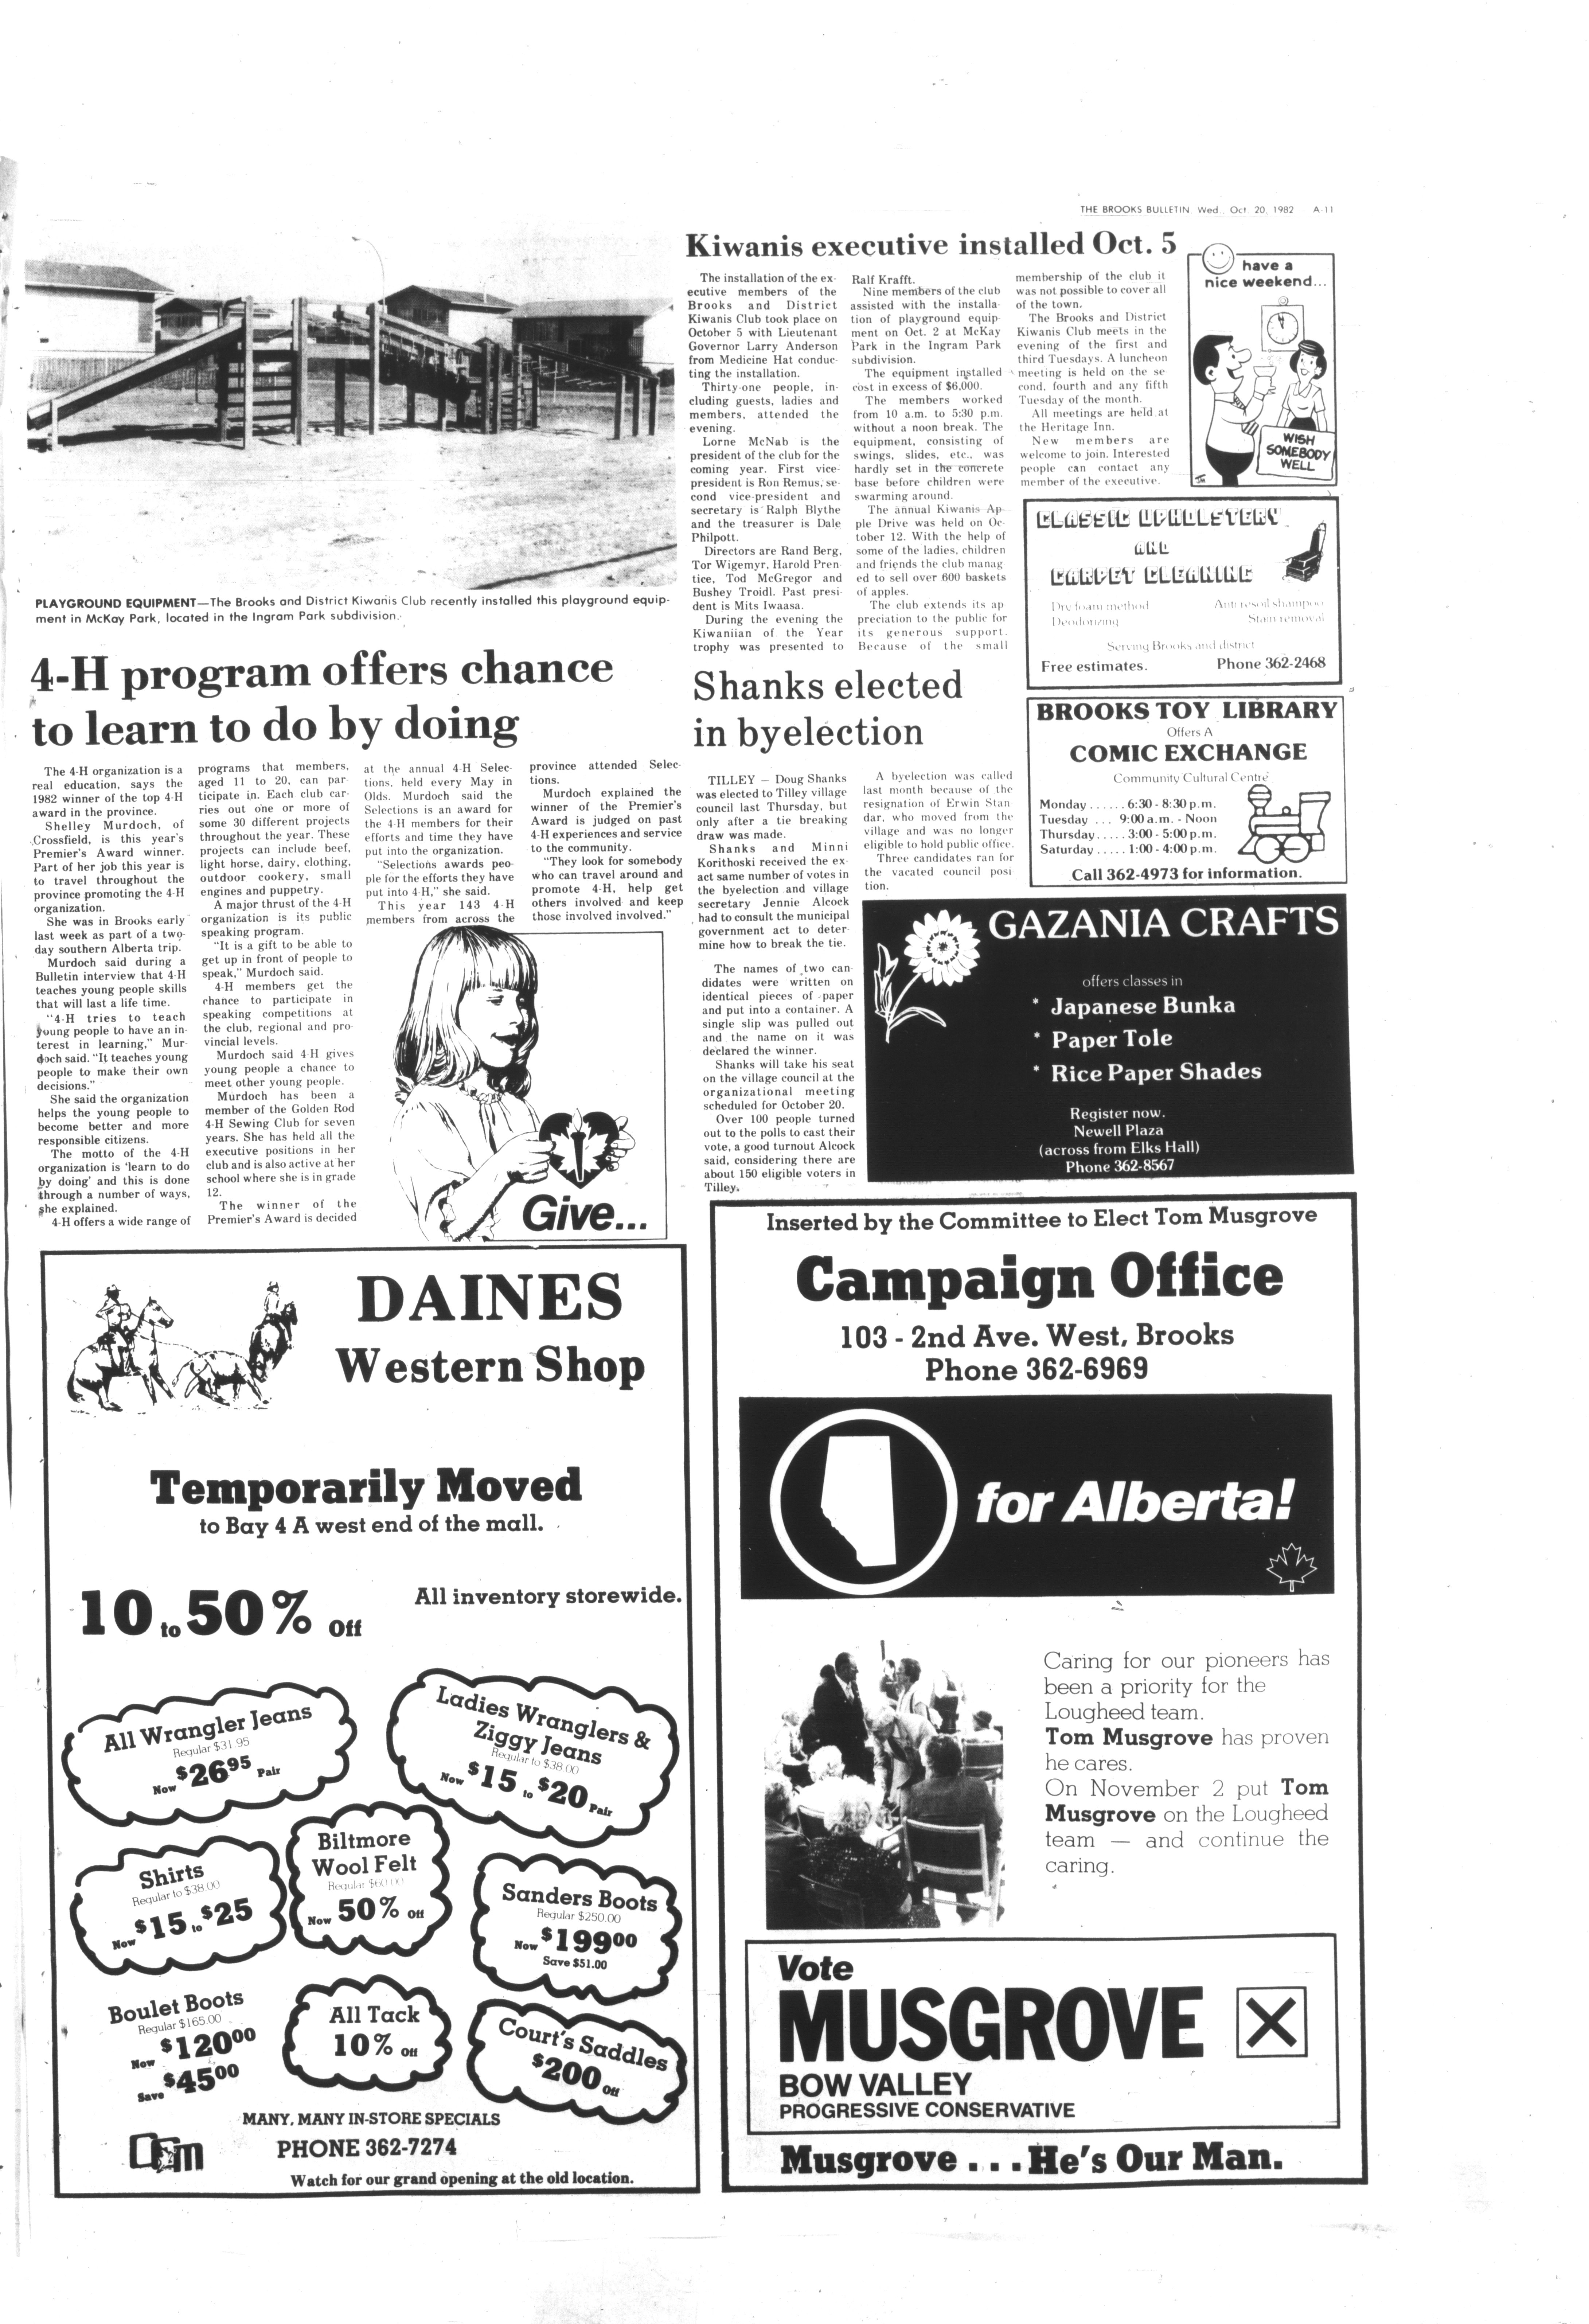 THE BROOKS BULLETIN Wed., Oct. 20, 1982 A-11
PLAYGROUND EQUIPMENT—The Brooks and District Kiwanis Club recently installed this playground equip-
ment in McKay Park, located in the Ingram Park subdivision.
Kiwanis executive installed Oct. 5
The installation of the ex-
ecutive members of the
Brooks and District
Kiwanis Club took place on
October 5 with Lieutenant
Governor Larry Anderson
from Medicine Hat conduc-
ting the installation.
Thirty-one people, in-
cluding guests, ladies and
members, attended the
evening.
Lorne McNab is the
president of the club for the
coming year. First vice-
president is Ron Remus, se-
cond vice-president and
secretary is Ralph Blythe
and the treasurer is Dale
Philpott.
Directors are Rand Berg,
Tor Wigemyr, Harold Pren-
tice, Tod McGregor and
Bushey Troidl. Past presi-
dent is Mits Iwaasa.
During the evening the
Kiwaniian of the Year
trophy was presented to
Ralf Krafft.
Nine members of the club
assisted with the installa-
tion of playground equip-
ment on Oct. 2 at McKay
Park in the Ingram Park
subdivision.
The equipment installed
cost in excess of $6,000.
The members worked
from 10 a.m. to 5:30 p.m.
without a noon break. The
equipment, consisting of
swings, slides, etc., was
hardly set in the concrete
base before children were
swarming around.
The annual Kiwanis Ap-
ple Drive was held on Oc-
tober 12. With the help of
some of the ladies, children
and friends the club manag-
ed to sell over 600 baskets
of apples.
The club extends its ap-
preciation to the public for
its generous support.
Because of the small
membership of the club it
was not possible to cover all
of the town.
The Brooks and District
Kiwanis Club meets in the
evening of the first and
third Tuesdays. A luncheon
meeting is held on the se-
cond, fourth and any fifth
Tuesday of the month.
All meetings are held at
the Heritage Inn.
New members are
welcome to join. Interested
people can contact any
member of the executive.
have a
nice weekend...
WISH
SOMEBODY
WELL
CLASSIC UPHOLSTERY
AND
CARPET CLEANING
Dry foam method
Deodorizing
Anti resoil shampoo
Stain removal
Serving Brooks and district
Free estimates. Phone 362-2468
BROOKS TOY LIBRARY
Offers A
COMIC EXCHANGE
Community Cultural Centre
Monday ...... 6:30 - 8:30 p.m.
Tuesday ... 9:00 a.m. - Noon
Thursday..... 3:00 - 5:00 p.m.
Saturday ..... 1:00 - 4:00 p.m.
Call 362-4973 for information.
4-H program offers chance
to learn to do by doing
The 4-H organization is a
real education, says the
1982 winner of the top 4-H
award in the province.
Shelley Murdoch, of
Crossfield, is this year's
Premier's Award winner.
Part of her job this year is
to travel throughout the
province promoting the 4-H
organization.
She was in Brooks early
last week as part of a two-
day southern Alberta trip.
Murdoch said during a
Bulletin interview that 4-H
teaches young people skills
that will last a life time.
"4-H tries to teach
young people to have an in-
terest in learning," Mur-
doch said. "It teaches young
people to make their own
decisions."
She said the organization
helps the young people to
become better and more
responsible citizens.
The motto of the 4-H
organization is 'learn to do
by doing' and this is done
through a number of ways,
she explained.
4-H offers a wide range of
programs that members,
aged 11 to 20, can par-
ticipate in. Each club car-
ries out one or more of
some 30 different projects
throughout the year. These
projects can include beef,
light horse, dairy, clothing,
outdoor cookery, small
engines and puppetry.
A major thrust of the 4-H
organization is its public
speaking program.
"It is a gift to be able to
get up in front of people to
speak," Murdoch said.
4-H members get the
chance to participate in
speaking competitions at
the club, regional and pro-
vincial levels.
Murdoch said 4-H gives
young people a chance to
meet other young people.
Murdoch has been a
member of the Golden Rod
4-H Sewing Club for seven
years. She has held all the
executive positions in her
club and is also active at her
school where she is in grade
12.
The winner of the
Premier's Award is decided
at the annual 4-H Selec-
tions, held every May in
Olds. Murdoch said the
Selections is an award for
the 4-H members for their
efforts and time they have
put into the organization.
"Selections awards peo-
ple for the efforts they have
put into 4-H," she said.
This year 143 4-H
members from across the
province attended Selec-
tions.
Murdoch explained the
winner of the Premier's
Award is judged on past
4-H experiences and service
to the community.
"They look for somebody
who can travel around and
promote 4-H, help get
others involved and keep
those involved involved."
Give...
Shanks elected
in byelection
TILLEY — Doug Shanks
was elected to Tilley village
council last Thursday, but
only after a tie breaking
draw was made.
Shanks and Minni
Korithoski received the ex-
act same number of votes in
the byelection and village
secretary Jennie Alcock
had to consult the municipal
government act to deter-
mine how to break the tie.
The names of two can-
didates were written on
identical pieces of paper
and put into a container. A
single slip was pulled out
and the name on it was
declared the winner.
Shanks will take his seat
on the village council at the
organizational meeting
scheduled for October 20.
Over 100 people turned
out to the polls to cast their
vote, a good turnout Alcock
said, considering there are
about 150 eligible voters in
Tilley.
A byelection was called
last month because of the
resignation of Erwin Stan-
dar, who moved from the
village and was no longer
eligible to hold public office.
Three candidates ran for
the vacated council posi-
tion.
GAZANIA CRAFTS
offers classes in
* Japanese Bunka
* Paper Tole
* Rice Paper Shades
Register now.
Newell Plaza
(across from Elks Hall)
Phone 362-8567
DAINES
Western Shop
Temporarily Moved
to Bay 4 A west end of the mall.
10 to 50% Off
All inventory storewide.
All Wrangler Jeans
Regular $31.95
Now $26.95 Pair
Ladies Wranglers &
Ziggy Jeans
Regular to $38.00
Now $15 to $20 Pair
Shirts
Regular to $38.00
Now $15 to $25
Biltmore
Wool Felt
Regular $60.00
Now 50% Off
Sanders Boots
Regular $250.00
Now $199.00
Save $51.00
Boulet Boots
Regular $165.00
Now $120.00
Save $45.00
All Tack
10% Off
Court's Saddles
$200 Off
MANY, MANY IN-STORE SPECIALS
PHONE 362-7274
Watch for our grand opening at the old location.
Inserted by the Committee to Elect Tom Musgrove
Campaign Office
103 - 2nd Ave. West, Brooks
Phone 362-6969
for Alberta!
Caring for our pioneers has
been a priority for the
Lougheed team.
Tom Musgrove has proven
he cares.
On November 2 put Tom
Musgrove on the Lougheed
team — and continue the
caring.
Vote
MUSGROVE
BOW VALLEY
PROGRESSIVE CONSERVATIVE
Musgrove . . . He's Our Man.